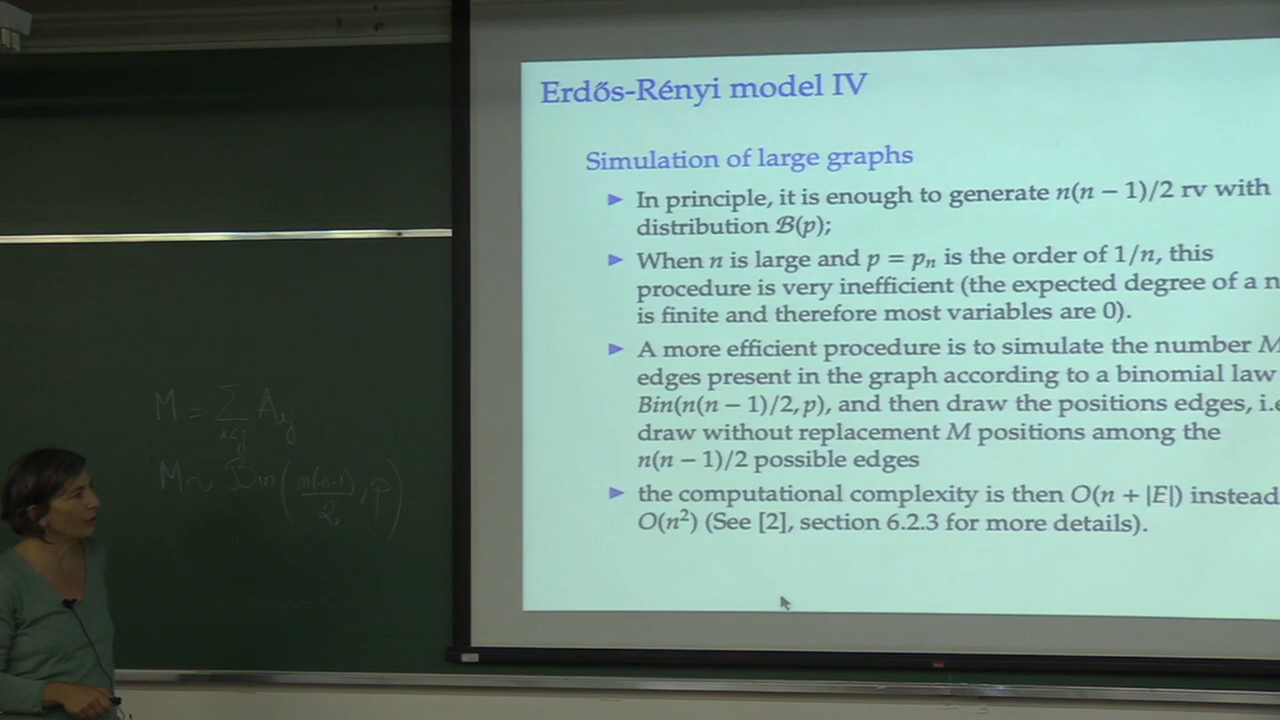 Erdős-Rényi model IV
Simulation of large graphs
▶ In principle, it is enough to generate n(n − 1)/2 rv with
distribution B(p);
▶ When n is large and p = pₙ is the order of 1/n, this
procedure is very inefficient (the expected degree of a n
is finite and therefore most variables are 0).
▶ A more efficient procedure is to simulate the number M
edges present in the graph according to a binomial law
Bin(n(n − 1)/2, p), and then draw the positions edges, i.e
draw without replacement M positions among the
n(n − 1)/2 possible edges
▶ the computational complexity is then O(n + |E|) instead
O(n²) (See [2], section 6.2.3 for more details).
M = ∑ Aᵢⱼ
i<j
M ~ Bin(n(n-1)/2, p)